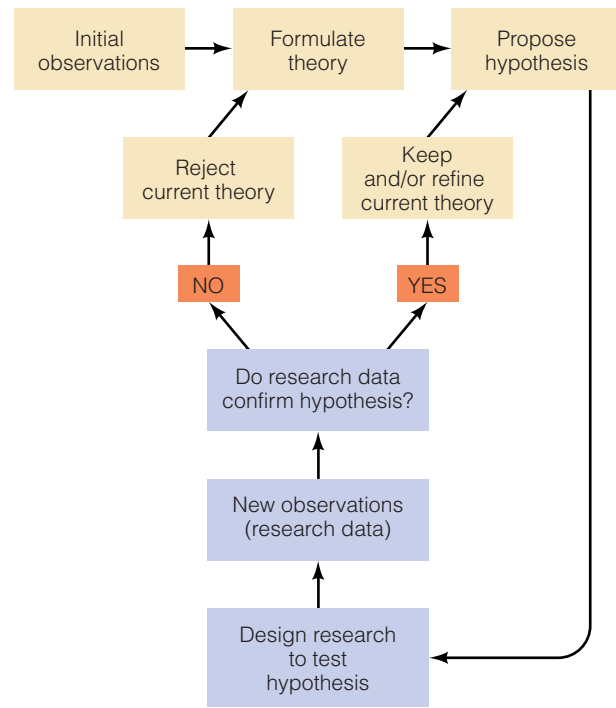 Initial
observations
Formulate
theory
Propose
hypothesis
Reject
current theory
Keep
and/or refine
current theory
NO
YES
Do research data
confirm hypothesis?
New observations
(research data)
Design research
to test
hypothesis